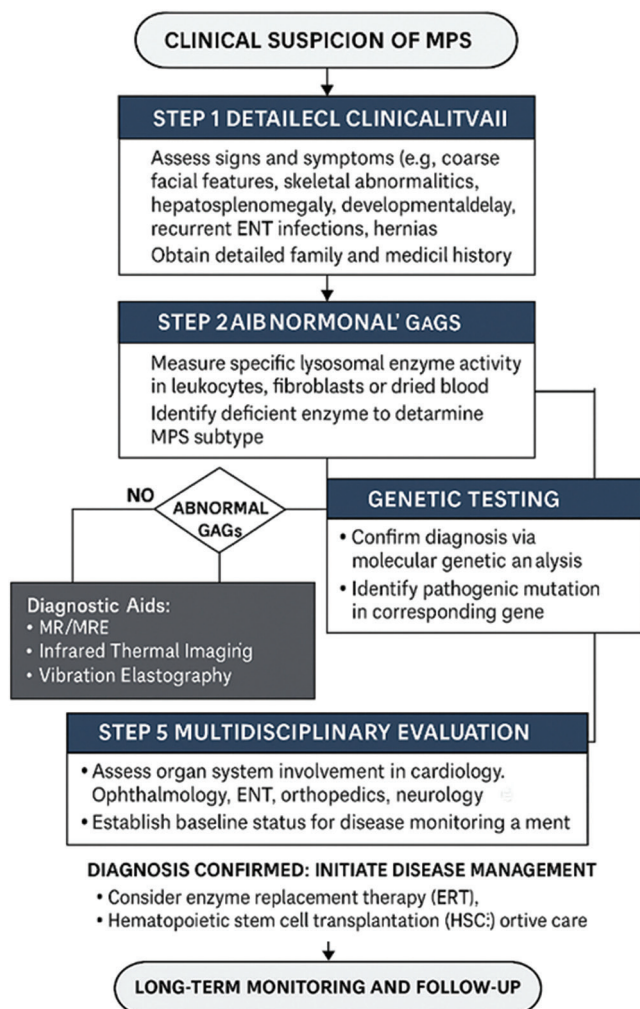 CLINICAL SUSPICION OF MPS
STEP 1 DETAILECL CLINICALITVAII
Assess signs and symptoms (e.g, coarse
facial features, skeletal abnormalitics,
hepatosplenomegaly, developmentaldelay,
recurrent ENT infections, hernias
Obtain detailed family and medicil history
STEP 2AIBNORMONAL' GAGS
Measure specific lysosomal enzyme activity
in leukocytes, fibroblasts or dried blood
Identify deficient enzyme to detarmine
MPS subtype
NO
ABNORMAL
GAGs
GENETIC TESTING
• Confirm diagnosis via
molecular genetic analysis
• Identify pathogenic mutation
in corresponding gene
Diagnostic Aids:
• MR/MRE
• Infrared Thermal Imaging
• Vibration Elastography
STEP 5 MULTIDISCIPLINARY EVALUATION
• Assess organ system involvement in cardiology.
Ophthalmology, ENT, orthopedics, neurology
• Establish baseline status for disease monitoring a ment
DIAGNOSIS CONFIRMED: INITIATE DISEASE MANAGEMENT
• Consider enzyme replacement therapy (ERT),
• Hematopoietic stem cell transplantation (HSC:) ortive care
LONG-TERM MONITORING AND FOLLOW-UP